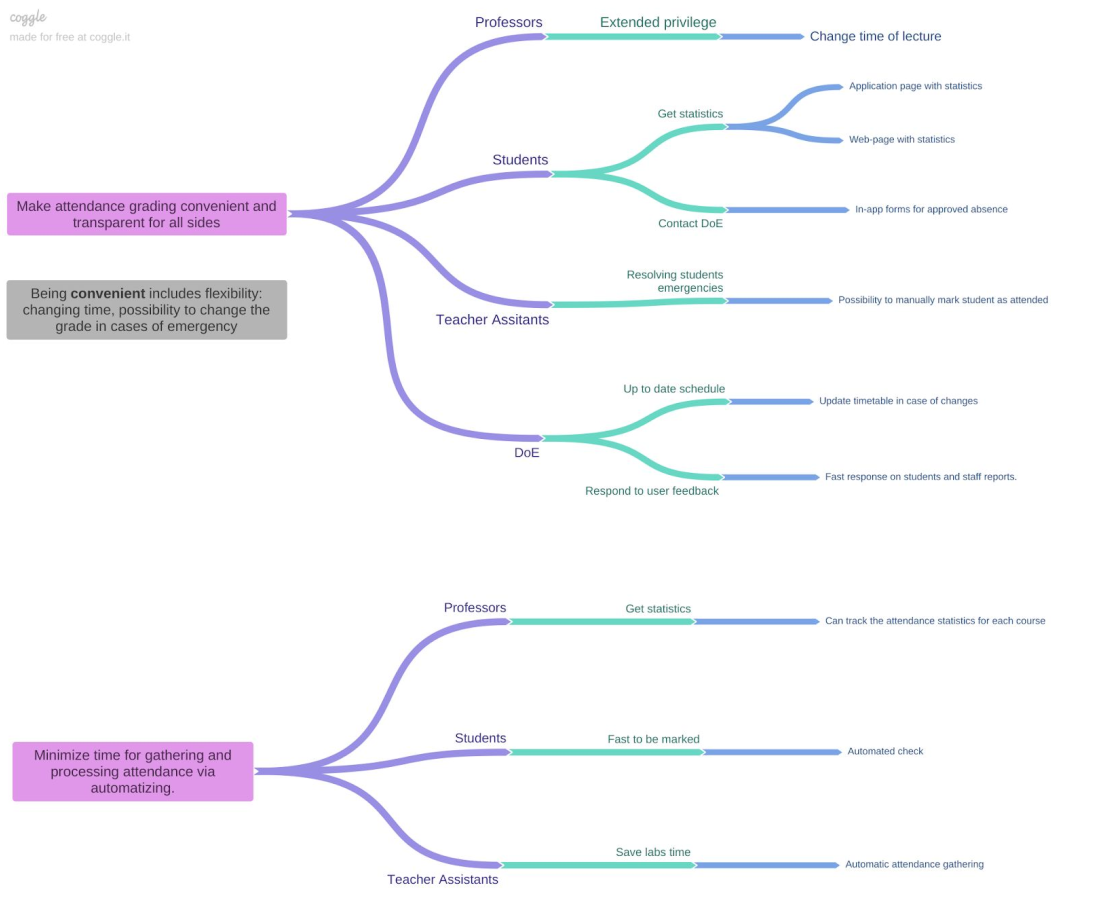 coggle
made for free at coggle.it
Professors
Extended privilege
Change time of lecture
Application page with statistics
Get statistics
Web-page with statistics
Students
Make attendance grading convenient and
transparent for all sides
In-app forms for approved absence
Contact DoE
Resolving students
emergencies
Being convenient includes flexibility:
changing time, possibility to change the
grade in cases of emergency
Possibility to manually mark student as attended
Teacher Assitants
Up to date schedule
Update timetable in case of changes
DoE
Fast response on students and staff reports.
Respond to user feedback
Professors
Get statistics
Can track the attendance statistics for each course
Students
Fast to be marked
Automated check
Minimize time for gathering and
processing attendance via
automatizing.
Save labs time
Automatic attendance gathering
Teacher Assistants